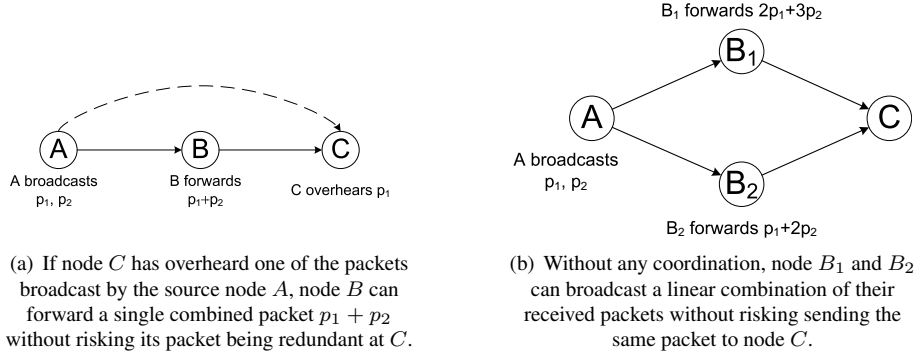 A
B
C
A broadcasts
p₁, p₂
B forwards
p₁+p₂
C overhears p₁
(a) If node C has overheard one of the packets
broadcast by the source node A, node B can
forward a single combined packet p₁ + p₂
without risking its packet being redundant at C.
B₁ forwards 2p₁+3p₂
B₁
A
C
A broadcasts
p₁, p₂
B₂
B₂ forwards p₁+2p₂
(b) Without any coordination, node B₁ and B₂
can broadcast a linear combination of their
received packets without risking sending the
same packet to node C.